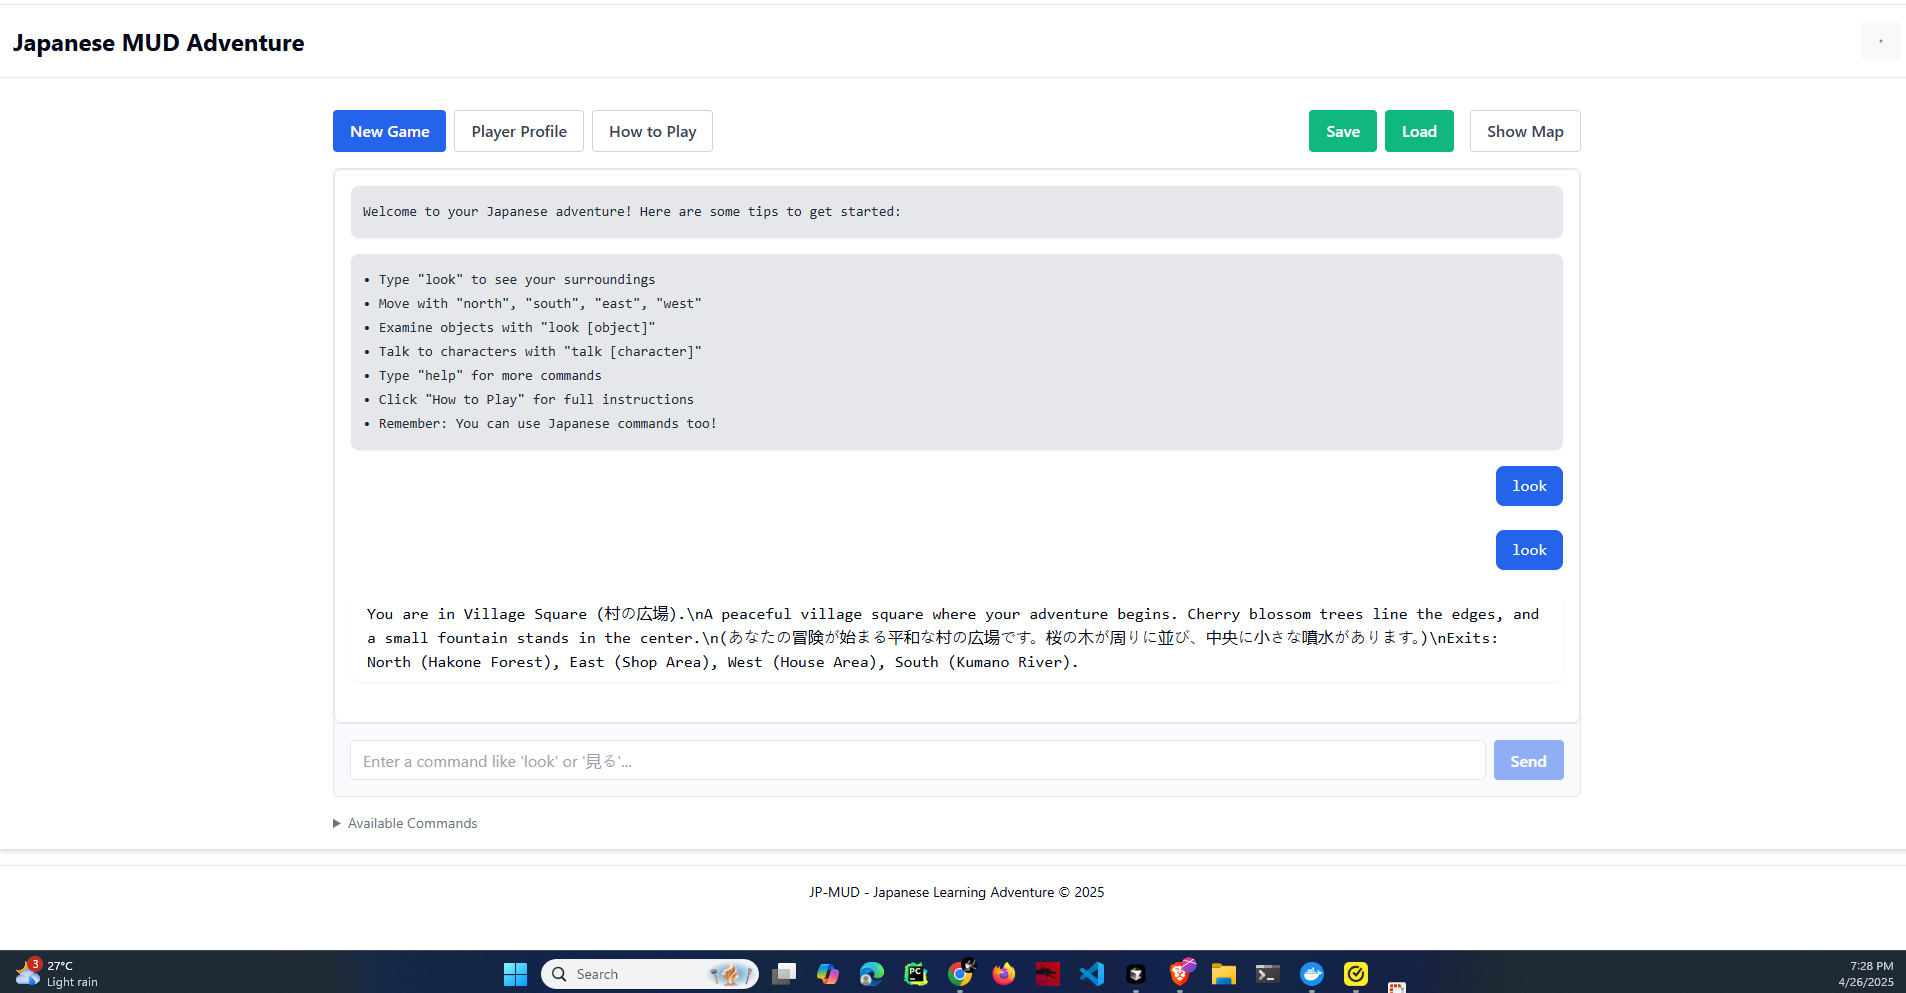 Japanese MUD Adventure
New Game
Player Profile
How to Play
Save
Load
Show Map
Welcome to your Japanese adventure! Here are some tips to get started:
• Type "look" to see your surroundings
• Move with "north", "south", "east", "west"
• Examine objects with "look [object]"
• Talk to characters with "talk [character]"
• Type "help" for more commands
• Click "How to Play" for full instructions
• Remember: You can use Japanese commands too!
look
look
You are in Village Square (村の広場).\nA peaceful village square where your adventure begins. Cherry blossom trees line the edges, and
a small fountain stands in the center.\n(あなたの冒険が始まる平和な村の広場です。桜の木が周りに並び、中央に小さな噴水があります。)\nExits:
North (Hakone Forest), East (Shop Area), West (House Area), South (Kumano River).
Enter a command like 'look' or '見る'...
Send
Available Commands
JP-MUD - Japanese Learning Adventure © 2025
3
27°C
Light rain
Search
PC
7:28 PM
4/26/2025